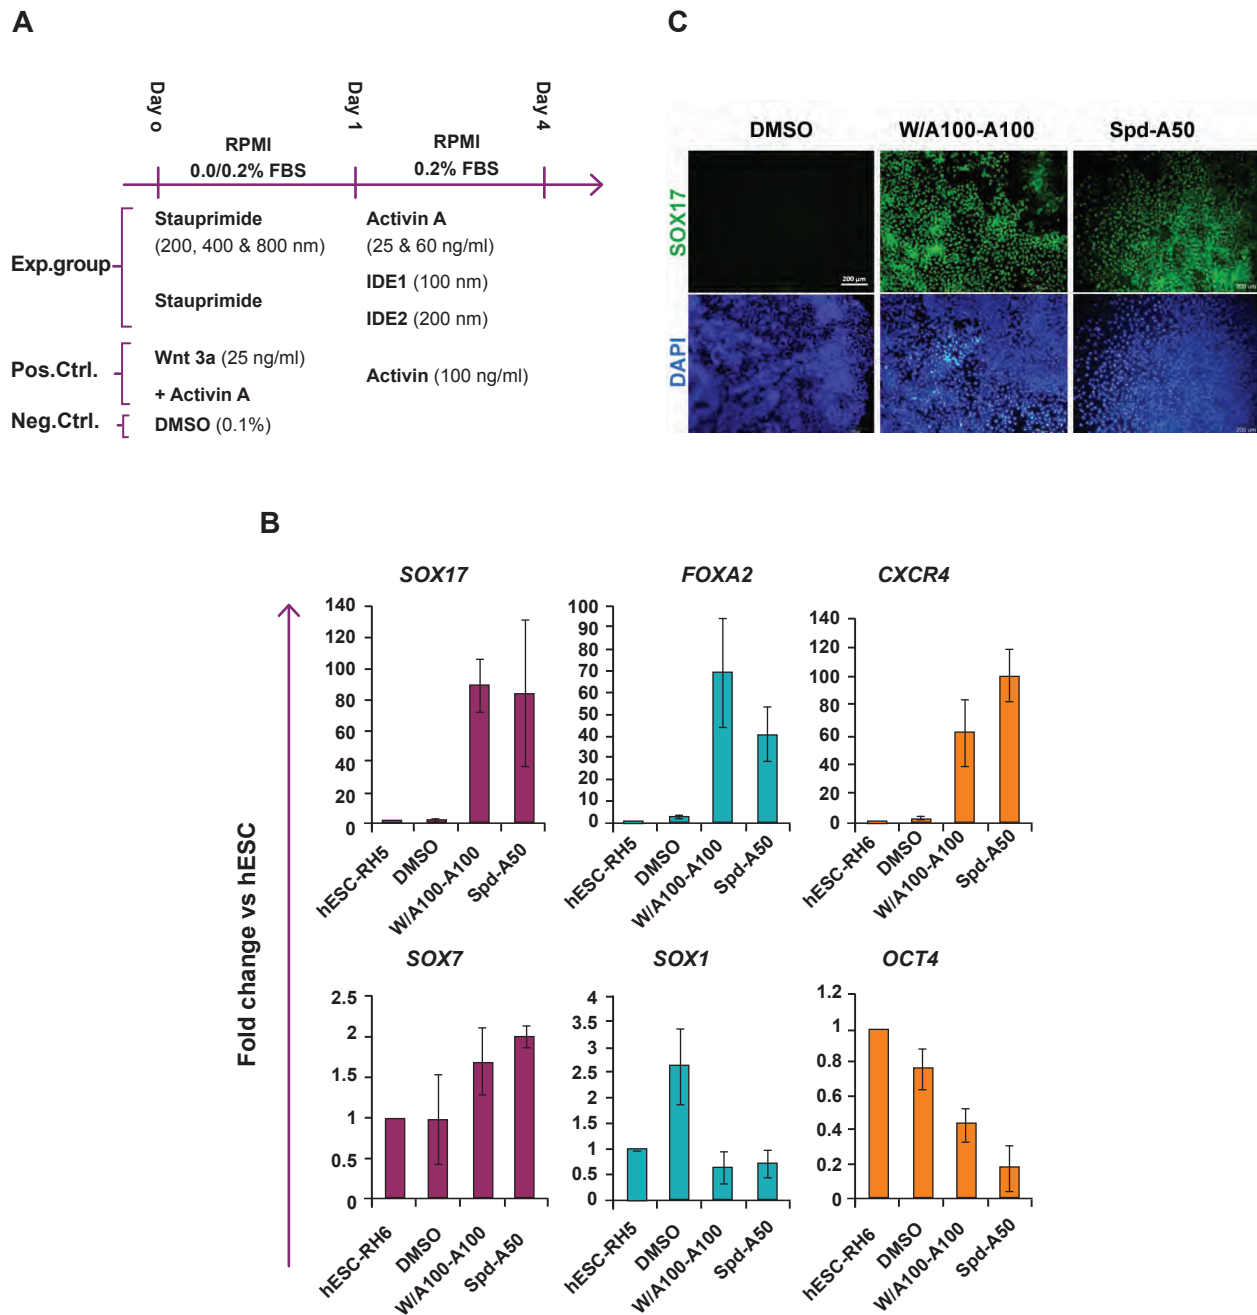 A
Day 0
Day 1
Day 4
RPMI
0.0/0.2% FBS
RPMI
0.2% FBS
Exp.group
Stauprimide
(200, 400 & 800 nm)
Stauprimide
Activin A
(25 & 60 ng/ml)
IDE1 (100 nm)
IDE2 (200 nm)
Pos.Ctrl.
Wnt 3a (25 ng/ml)
+ Activin A
Activin (100 ng/ml)
Neg.Ctrl.
DMSO (0.1%)
C
DMSO
W/A100-A100
Spd-A50
SOX17
200 µm
200 um
DAPI
200 um
B
Fold change vs hESC
SOX17
140
120
100
80
60
40
20
0
hESC-RH5
DMSO
W/A100-A100
Spd-A50
FOXA2
100
90
80
70
60
50
40
30
20
10
0
hESC-RH5
DMSO
W/A100-A100
Spd-A50
CXCR4
140
120
100
80
60
40
20
0
hESC-RH6
DMSO
W/A100-A100
Spd-A50
SOX7
2.5
2
1.5
1
0.5
0
hESC-RH6
DMSO
W/A100-A100
Spd-A50
SOX1
4
3.5
3
2.5
2
1.5
1
0.5
0
hESC-RH5
DMSO
W/A100-A100
Spd-A50
OCT4
1.2
1
0.8
0.6
0.4
0.2
0
hESC-RH6
DMSO
W/A100-A100
Spd-A50